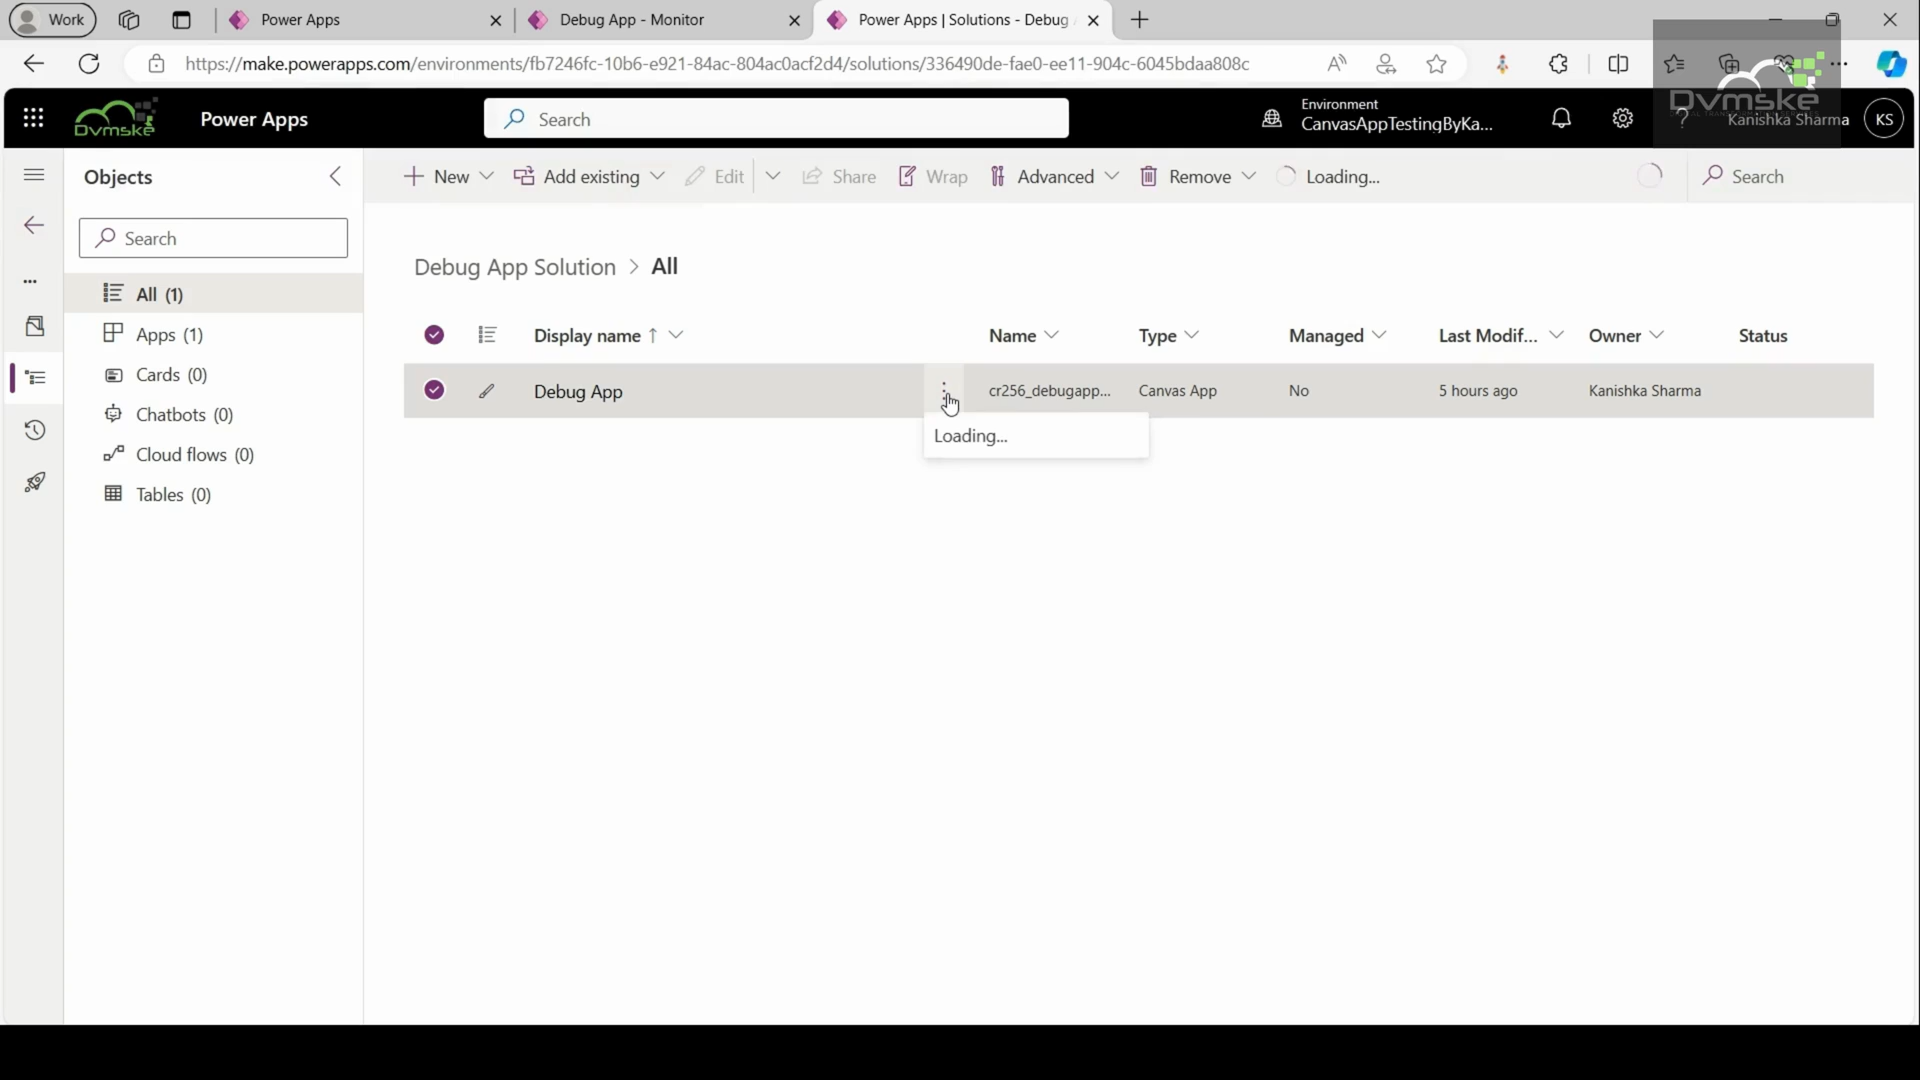 Work
Power Apps
Debug App - Monitor
Power Apps | Solutions - Debug
https://make.powerapps.com/environments/fb7246fc-10b6-e921-84ac-804ac0acf2d4/solutions/336490de-fae0-ee11-904c-6045bdaa808c
Dvmske
Dvmske
Power Apps
Search
Environment
CanvasAppTestingByKa...
Kanishka Sharma
KS
Objects
New
Add existing
Edit
Share
Wrap
Advanced
Remove
Loading...
Search
Search
Debug App Solution > All
All (1)
Apps (1)
Cards (0)
Chatbots (0)
Cloud flows (0)
Tables (0)
Display name
Name
Type
Managed
Last Modif...
Owner
Status
Debug App
cr256_debugapp...
Canvas App
No
5 hours ago
Kanishka Sharma
Loading...